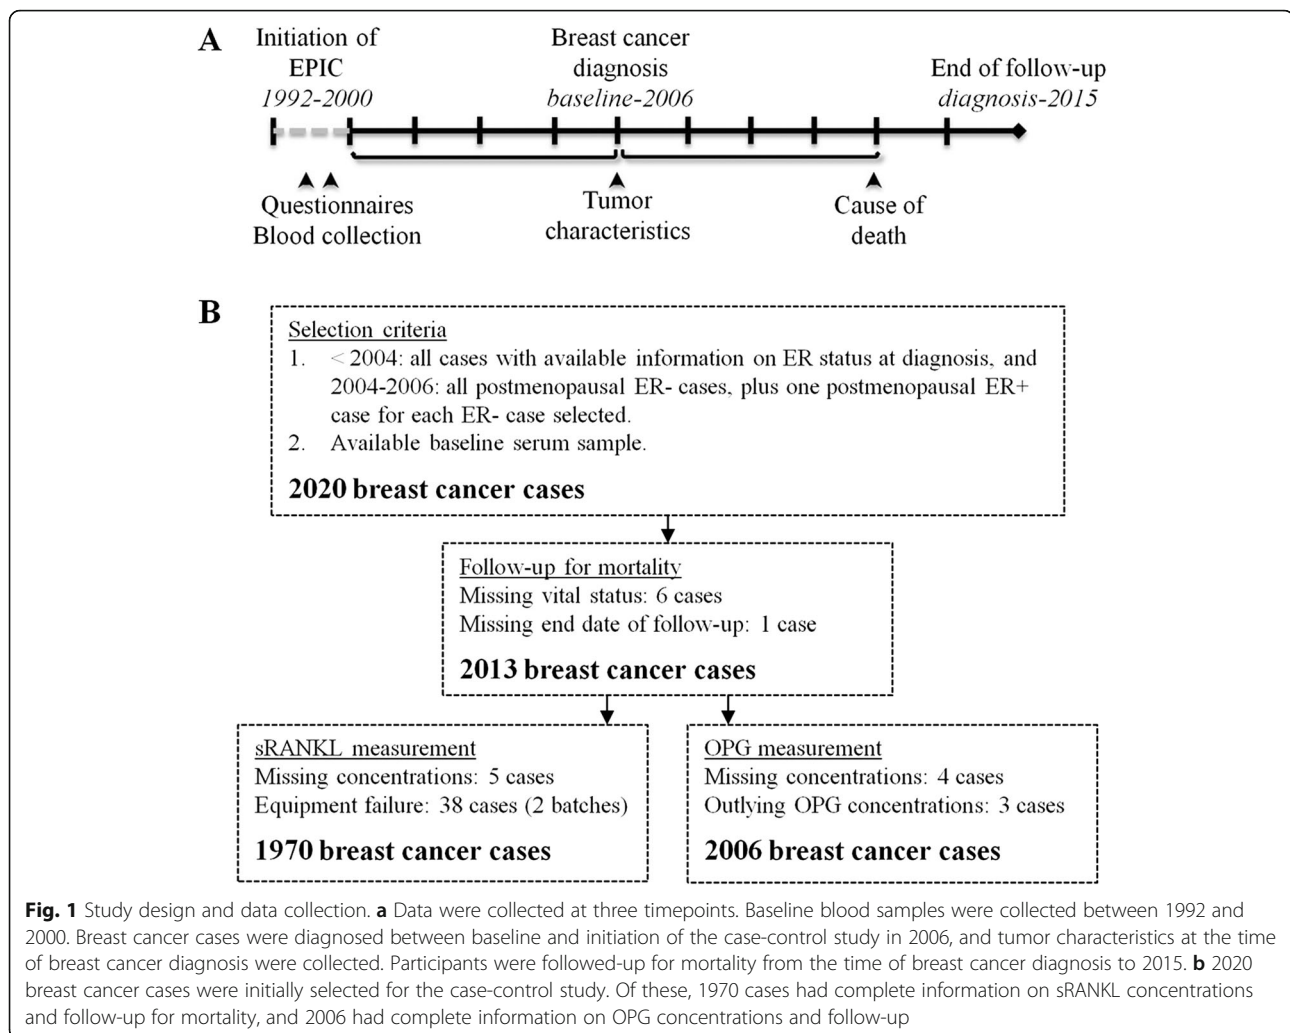 A
Initiation of
EPIC
1992-2000
Breast cancer
diagnosis
baseline-2006
End of follow-up
diagnosis-2015
Questionnaires
Blood collection
Tumor
characteristics
Cause of
death
B
Selection criteria
1. < 2004: all cases with available information on ER status at diagnosis, and
2004-2006: all postmenopausal ER- cases, plus one postmenopausal ER+
case for each ER- case selected.
2. Available baseline serum sample.
2020 breast cancer cases
Follow-up for mortality
Missing vital status: 6 cases
Missing end date of follow-up: 1 case
2013 breast cancer cases
sRANKL measurement
Missing concentrations: 5 cases
Equipment failure: 38 cases (2 batches)
1970 breast cancer cases
OPG measurement
Missing concentrations: 4 cases
Outlying OPG concentrations: 3 cases
2006 breast cancer cases
Fig. 1 Study design and data collection. a Data were collected at three timepoints. Baseline blood samples were collected between 1992 and
2000. Breast cancer cases were diagnosed between baseline and initiation of the case-control study in 2006, and tumor characteristics at the time
of breast cancer diagnosis were collected. Participants were followed-up for mortality from the time of breast cancer diagnosis to 2015. b 2020
breast cancer cases were initially selected for the case-control study. Of these, 1970 cases had complete information on sRANKL concentrations
and follow-up for mortality, and 2006 had complete information on OPG concentrations and follow-up